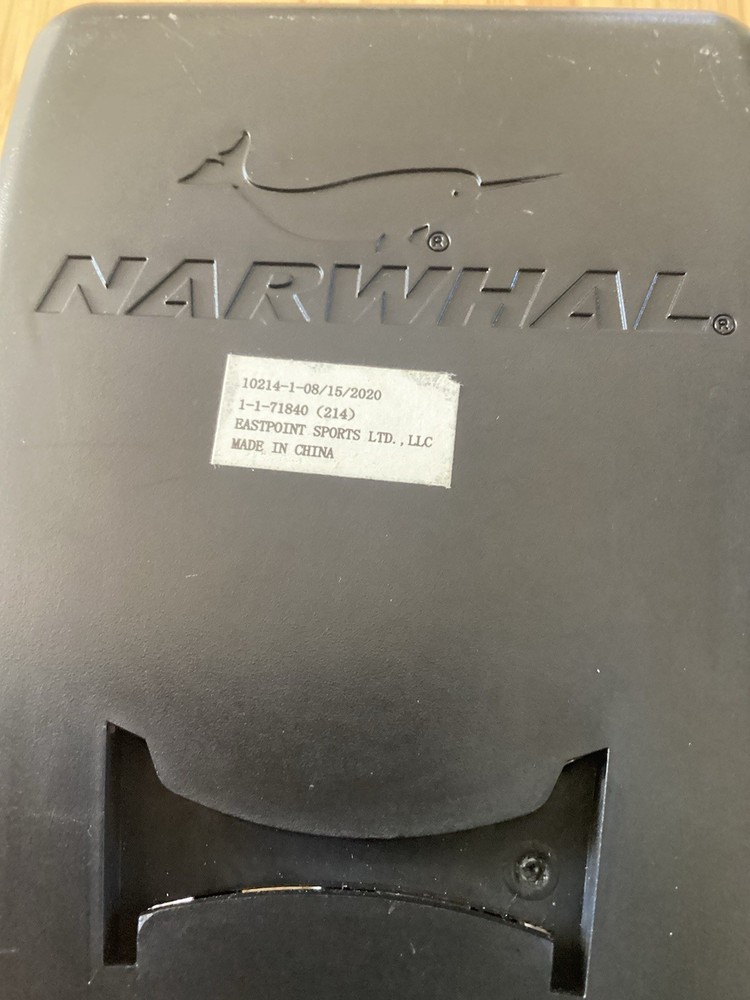 ®
NARWHAL®
10214-1-08/15/2020
1-1-71840 (214)
EASTPOINT SPORTS LTD.,LLC
MADE IN CHINA